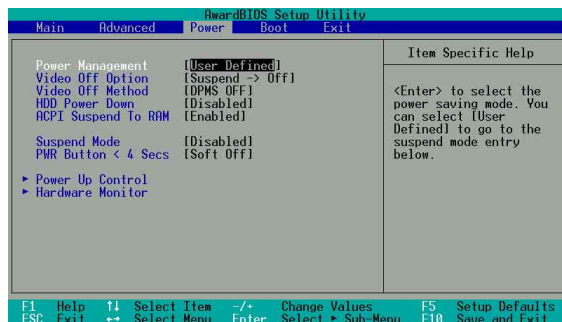 AwardBIOS Setup Utility
Main Advanced Power Boot Exit
Power Management [User Defined]
Video Off Option [Suspend -> Off]
Video Off Method [DPMS OFF]
HDD Power Down [Disabled]
ACPI Suspend To RAM [Enabled]
Suspend Mode [Disabled]
PWR Button < 4 Secs [Soft Off]
► Power Up Control
► Hardware Monitor
Item Specific Help
<Enter> to select the
power saving mode. You
can select [User
Defined] to go to the
suspend mode entry
below.
F1 Help ↑↓ Select Item -/+ Change Values F5 Setup Defaults
ESC Exit ↔ Select Menu Enter Select ► Sub-Menu F10 Save and Exit